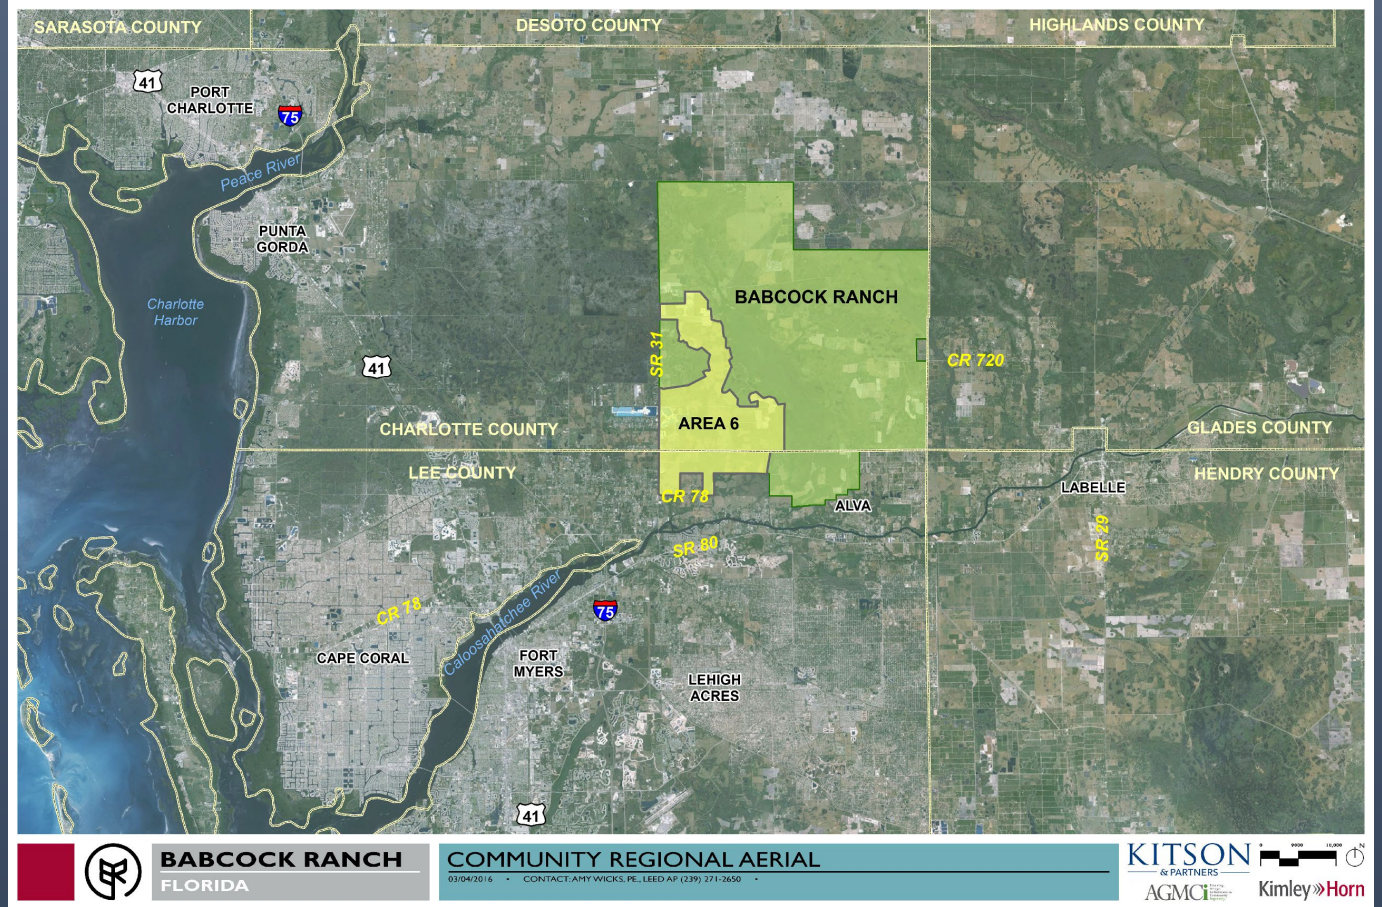 SARASOTA COUNTY
DESOTO COUNTY
HIGHLANDS COUNTY
41
PORT
CHARLOTTE
75
Peace River
PUNTA
GORDA
Charlotte
Harbor
BABCOCK RANCH
SR 31
CR 720
41
AREA 6
CHARLOTTE COUNTY
GLADES COUNTY
LEE COUNTY
HENDRY COUNTY
LABELLE
CR 78
ALVA
SR 29
SR 80
Caloosahatchee River
75
CR 78
CAPE CORAL
FORT
MYERS
LEHIGH
ACRES
41
BABCOCK RANCH
FLORIDA
COMMUNITY REGIONAL AERIAL
03/04/2016 • CONTACT: AMY WICKS, PE., LEED AP (239) 271-2650 •
KITSON
& PARTNERS
AGMCi
Kimley»Horn
0
N